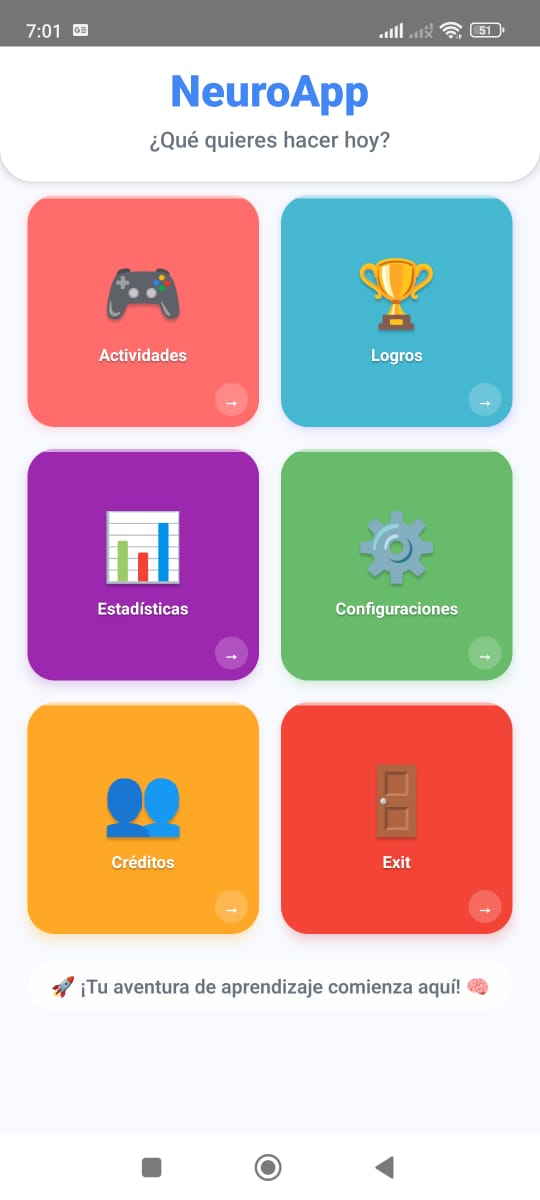 7:01
51
NeuroApp
¿Qué quieres hacer hoy?
Actividades
→
Logros
→
Estadísticas
→
Configuraciones
→
Créditos
→
Exit
→
🚀 ¡Tu aventura de aprendizaje comienza aquí! 🧠